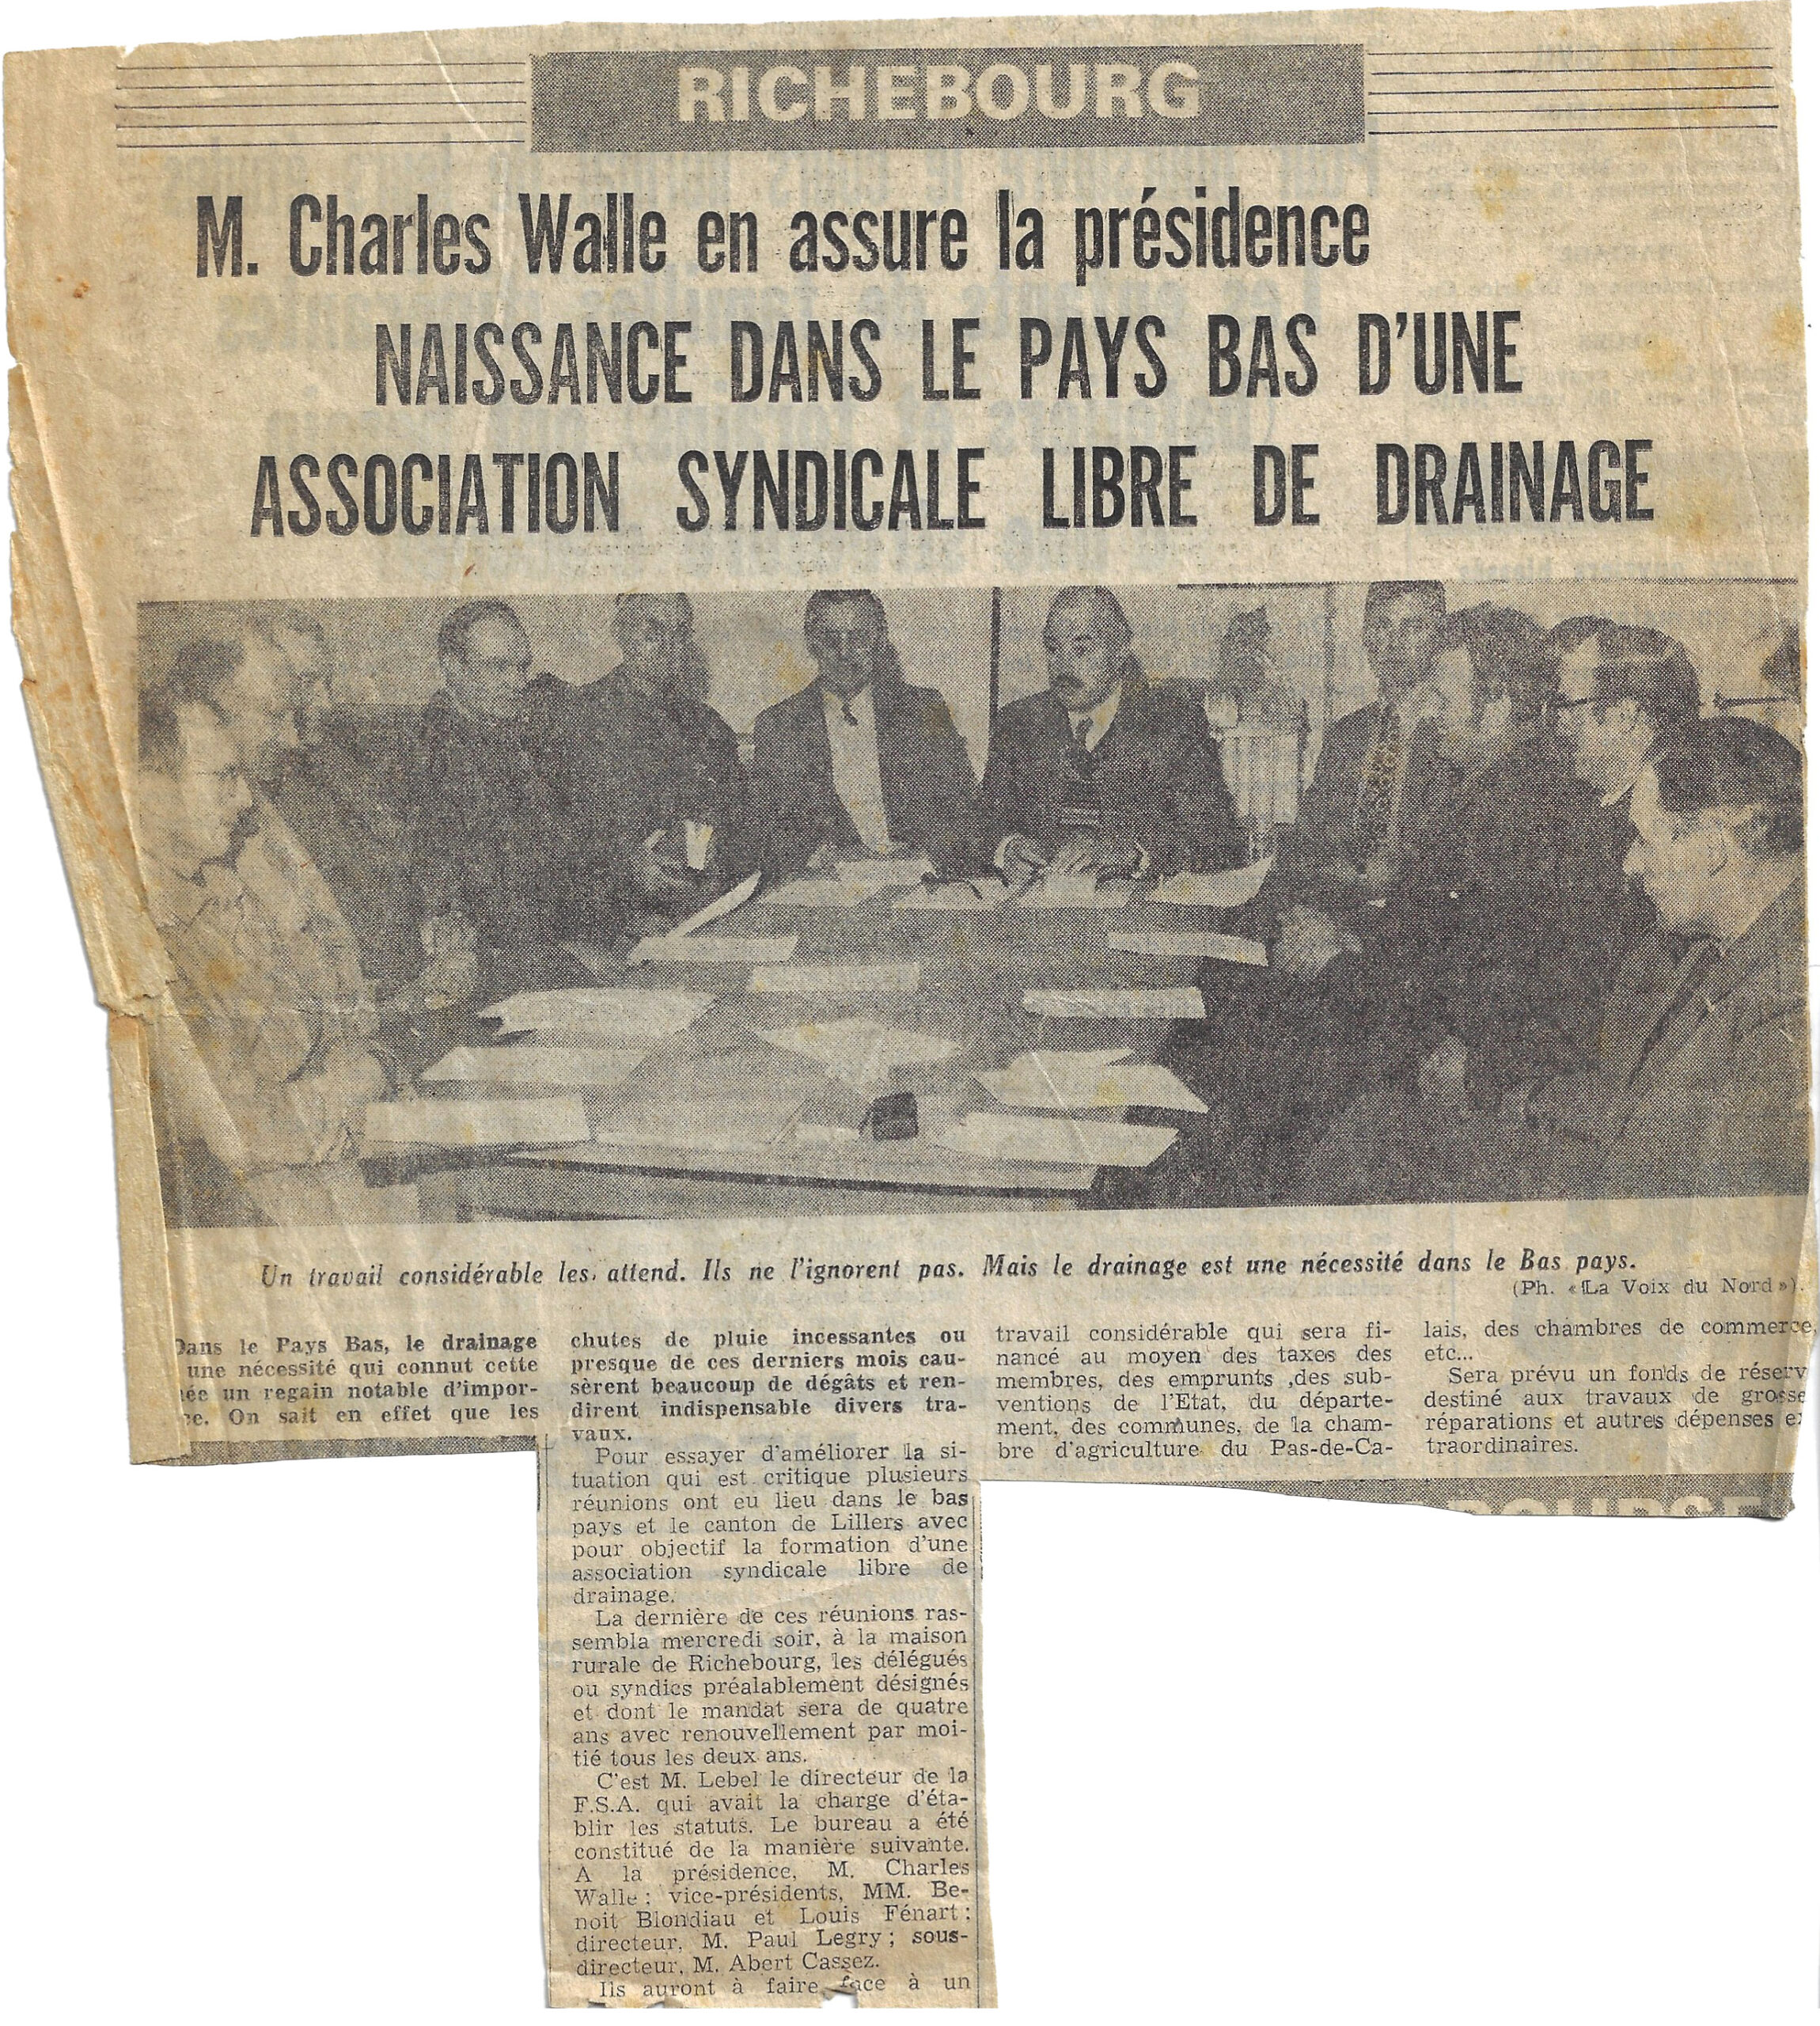 RICHEBOURG
M. Charles Walle en assure la présidence
NAISSANCE DANS LE PAYS BAS D'UNE
ASSOCIATION SYNDICALE LIBRE DE DRAINAGE
Un travail considérable les attend. Ils ne l'ignorent pas. Mais le drainage est une nécessité dans le Bas pays.
(Ph. «La Voix du Nord»).
Dans le Pays Bas, le drainage
une nécessité qui connut cette
ée un regain notable d'impor-
ce. On sait en effet que les
chutes de pluie incessantes ou
presque de ces derniers mois cau-
sèrent beaucoup de dégâts et ren-
dirent indispensable divers tra-
vaux.
Pour essayer d'améliorer la si-
tuation qui est critique plusieurs
réunions ont eu lieu dans le bas
pays et le canton de Lillers avec
pour objectif la formation d'une
association syndicale libre de
drainage.
La dernière de ces réunions ras-
sembla mercredi soir, à la maison
rurale de Richebourg, les délégués
ou syndics préalablement désignés
et dont le mandat sera de quatre
ans avec renouvellement par moi-
tié tous les deux ans.
C'est M. Lebel le directeur de la
F.S.A. qui avait la charge d'éta-
blir les statuts. Le bureau a été
constitué de la manière suivante.
A la présidence, M. Charles
Walle ; vice-présidents, MM. Be-
noit Blondiau et Louis Fénart ;
directeur, M. Paul Legry ; sous-
directeur, M. Abert Cassez.
Ils auront à faire face à un
travail considérable qui sera fi-
nancé au moyen des taxes des
membres, des emprunts ,des sub-
ventions de l'Etat, du départe-
ment, des communes, de la cham-
bre d'agriculture du Pas-de-Ca-
lais, des chambres de commerce,
etc...
Sera prévu un fonds de réserv
destiné aux travaux de grosse
réparations et autres dépenses e
traordinaires.